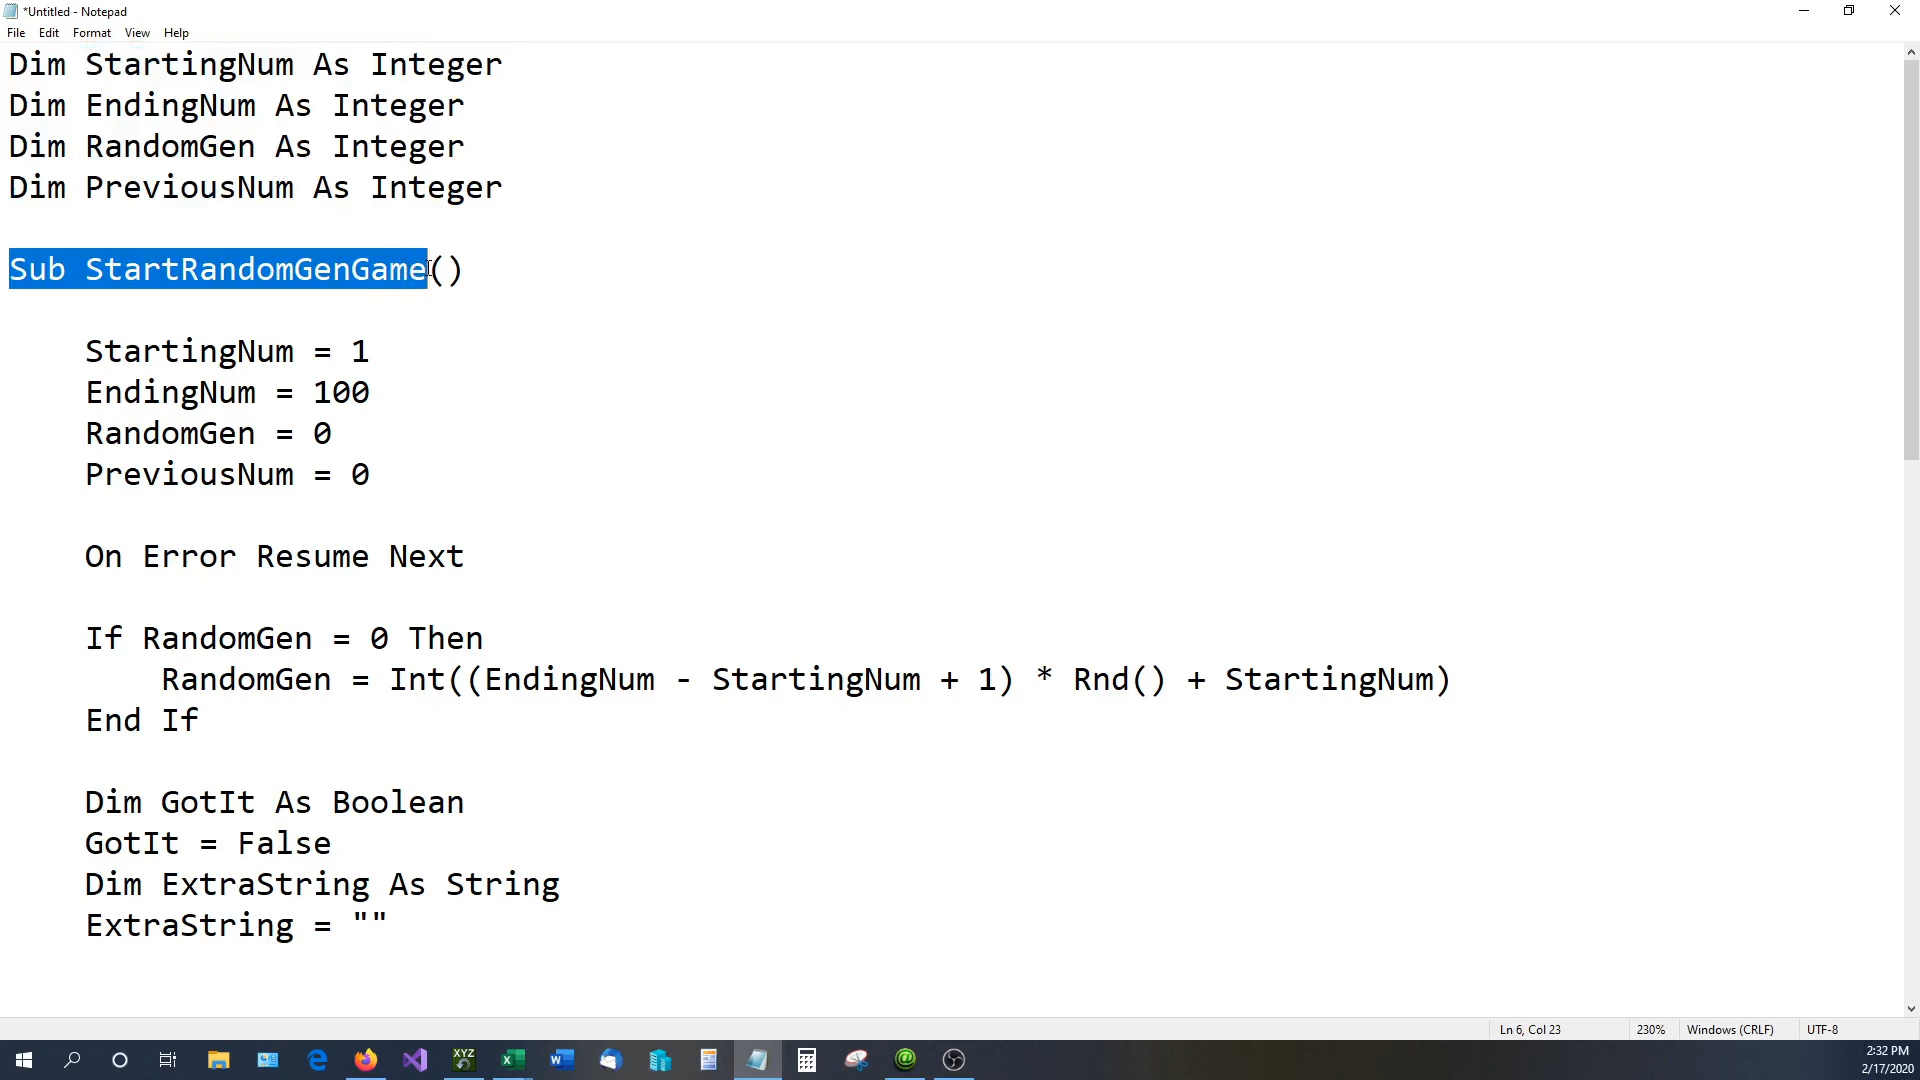 *Untitled - Notepad
File Edit Format View Help
Dim StartingNum As Integer
Dim EndingNum As Integer
Dim RandomGen As Integer
Dim PreviousNum As Integer
Sub StartRandomGenGame()
StartingNum = 1
EndingNum = 100
RandomGen = 0
PreviousNum = 0
On Error Resume Next
If RandomGen = 0 Then
RandomGen = Int((EndingNum - StartingNum + 1) * Rnd() + StartingNum)
End If
Dim GotIt As Boolean
GotIt = False
Dim ExtraString As String
ExtraString = ""
Ln 6, Col 23 230% Windows (CRLF) UTF-8
XYZ
2:32 PM
2/17/2020